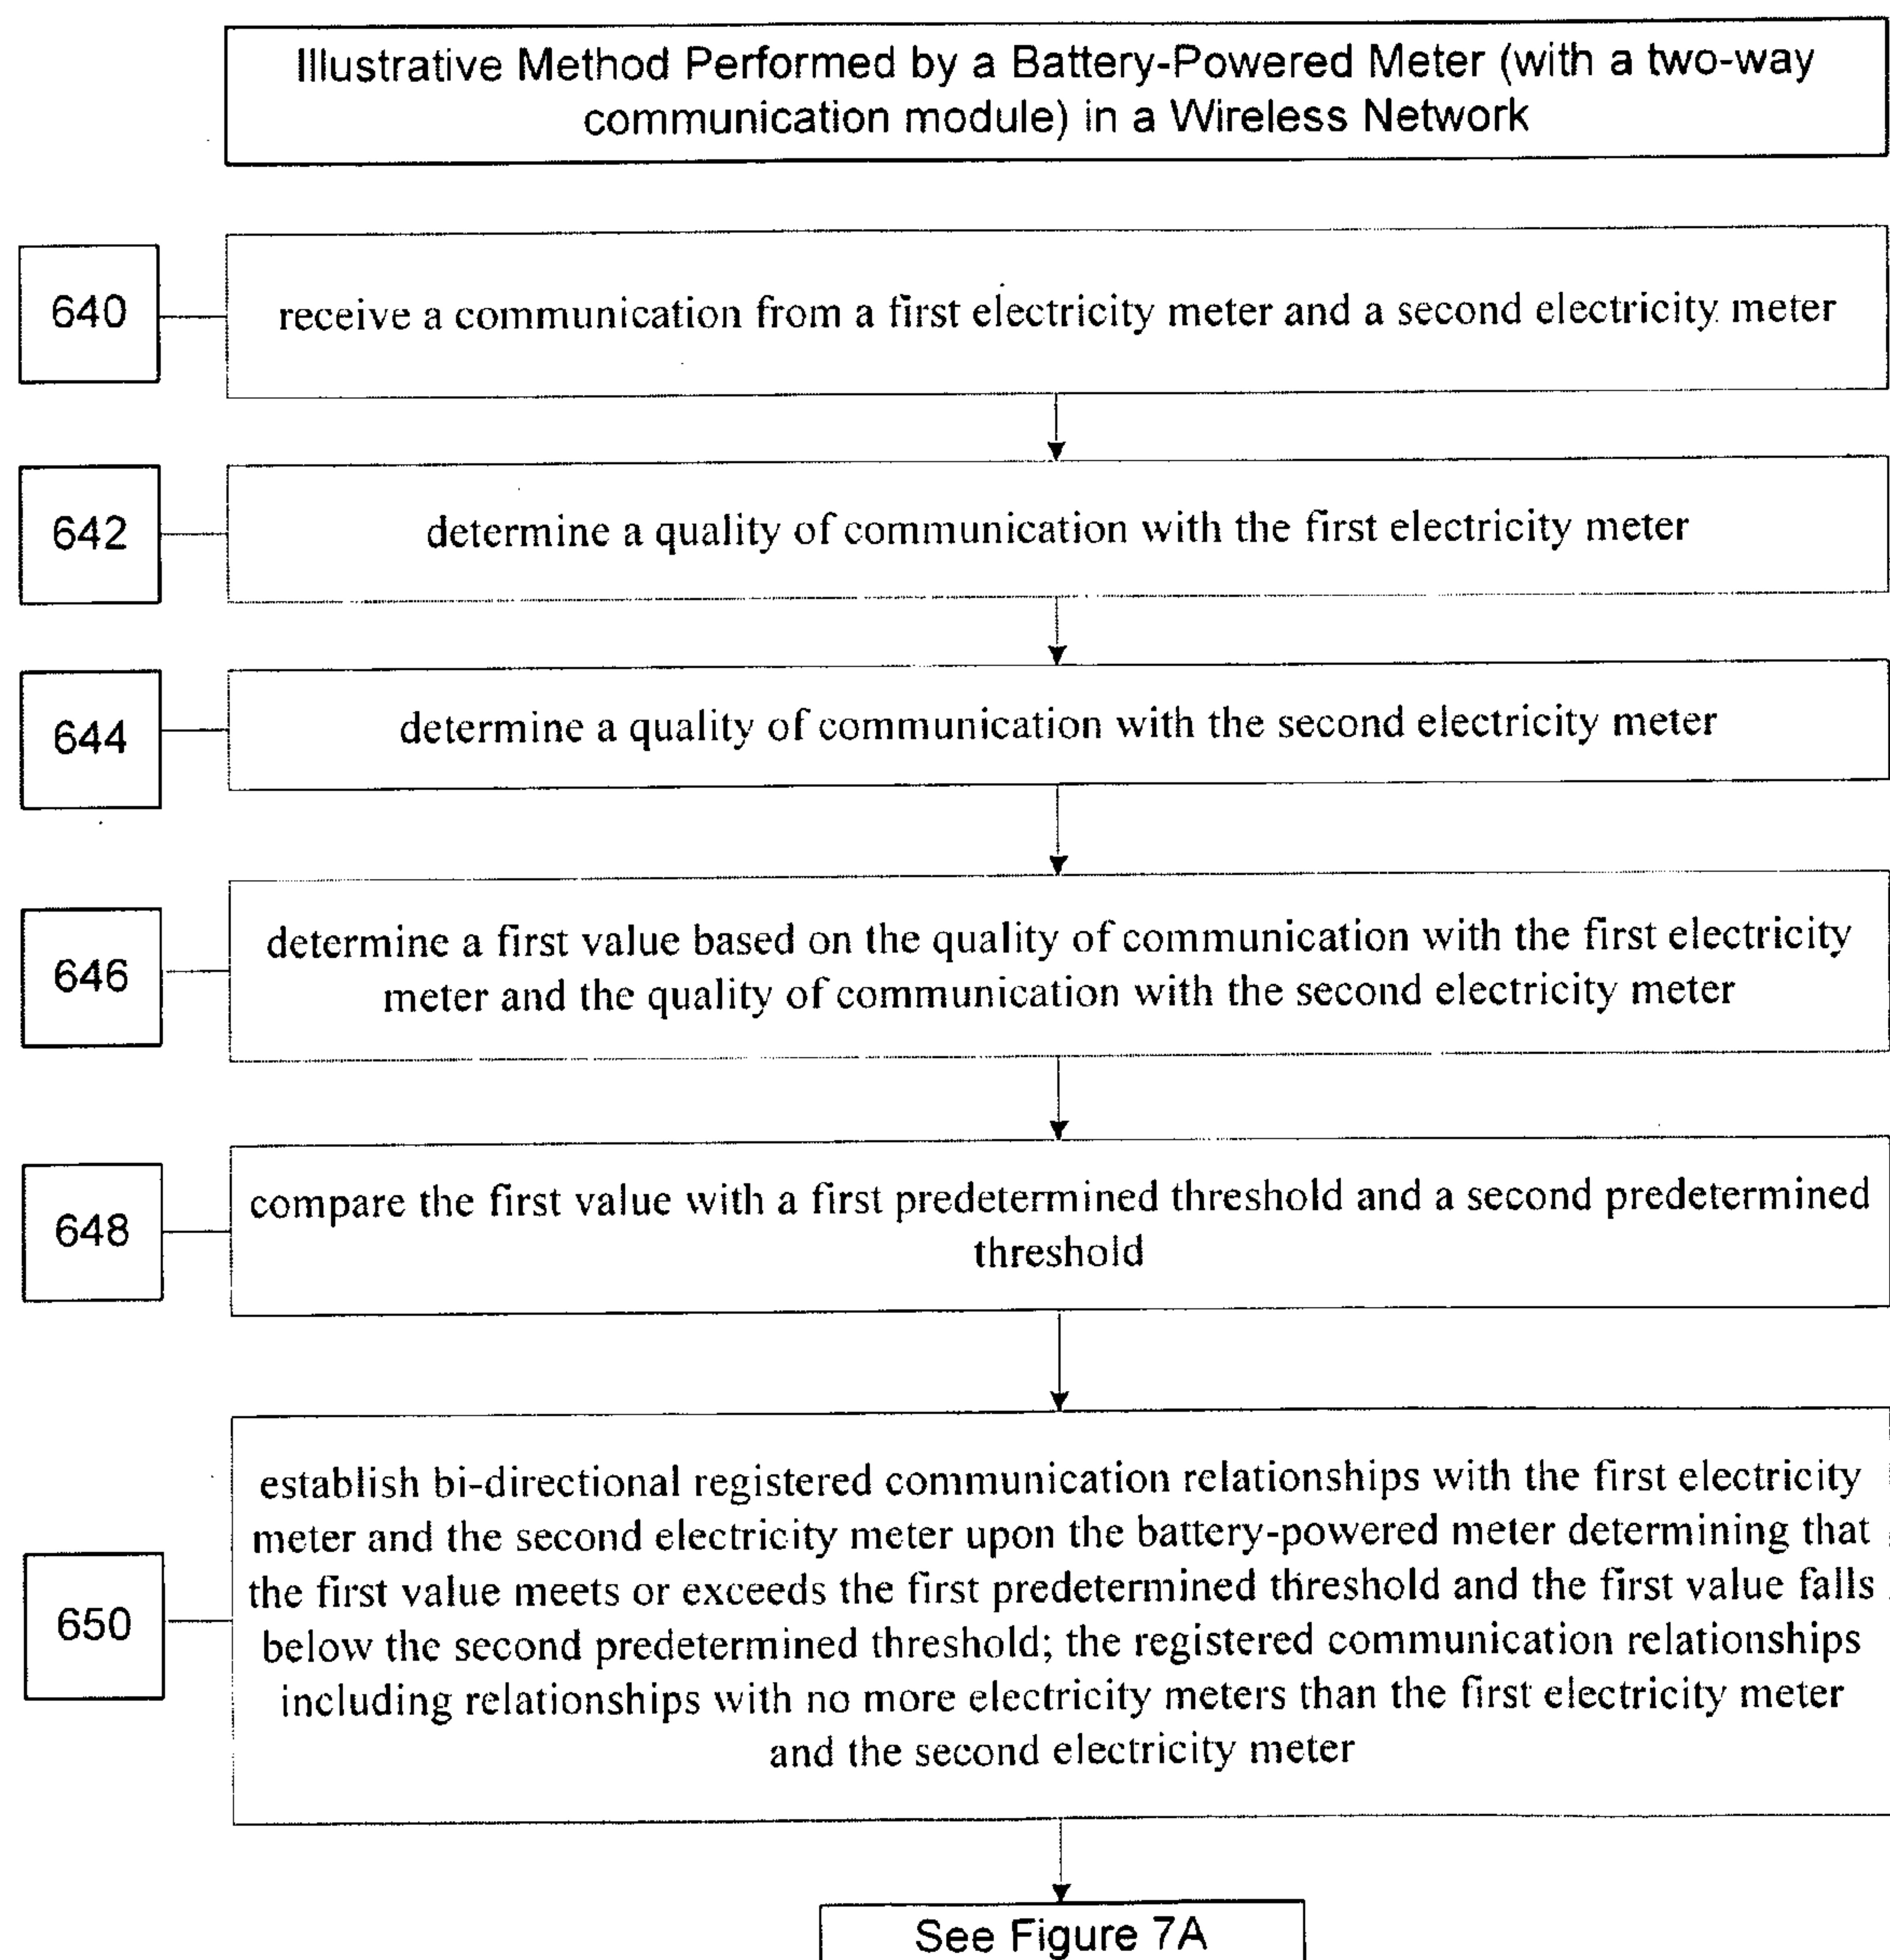 Illustrative Method Performed by a Battery-Powered Meter (with a two-way
communication module) in a Wireless Network
640
receive a communication from a first electricity meter and a second electricity meter
642
determine a quality of communication with the first electricity meter
644
determine a quality of communication with the second electricity meter
646
determine a first value based on the quality of communication with the first electricity
meter and the quality of communication with the second electricity meter
648
compare the first value with a first predetermined threshold and a second predetermined
threshold
650
establish bi-directional registered communication relationships with the first electricity
meter and the second electricity meter upon the battery-powered meter determining that
the first value meets or exceeds the first predetermined threshold and the first value falls
below the second predetermined threshold; the registered communication relationships
including relationships with no more electricity meters than the first electricity meter
and the second electricity meter
See Figure 7A